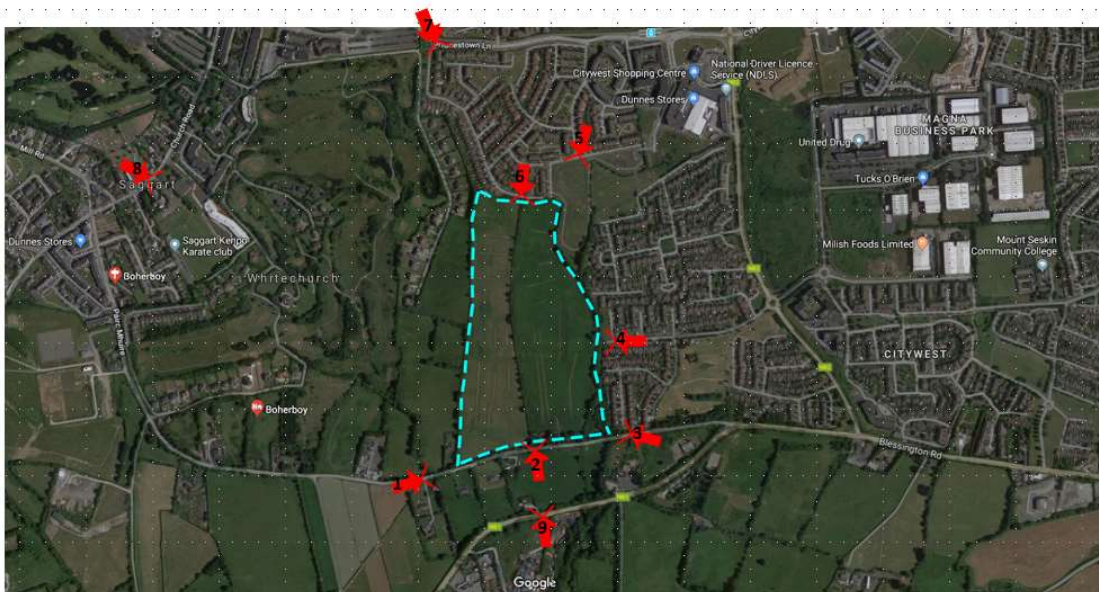 7
Citywest Shopping Centre
National Driver Licence
Service (NDLS)
Dunnes Stores
MAGNA
BUSINESS PARK
United Drug
Mill Rd
Church Road
5
8
Saggart
6
Tucks O'Brien
Dunnes Stores
Saggart Kenpo
Karate club
Milish Foods Limited
Mount Seskin
Community College
Boherboy
Whitechurch
Pairc Mhuire
4
CITYWEST
Boherboy
3
Blessington Rd
2
1
9
Google